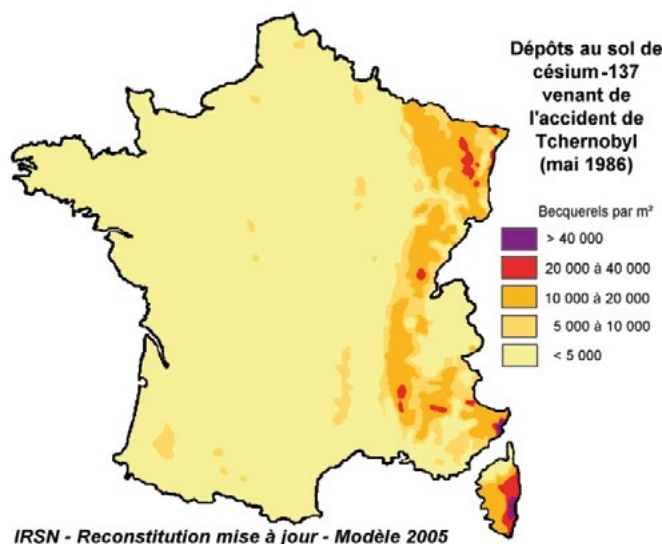 Dépôts au sol de
césium-137
venant de
l'accident de
Tchernobyl
(mai 1986)
Becquerels par m²
> 40 000
20 000 à 40 000
10 000 à 20 000
5 000 à 10 000
< 5 000
IRSN - Reconstitution mise à jour - Modèle 2005